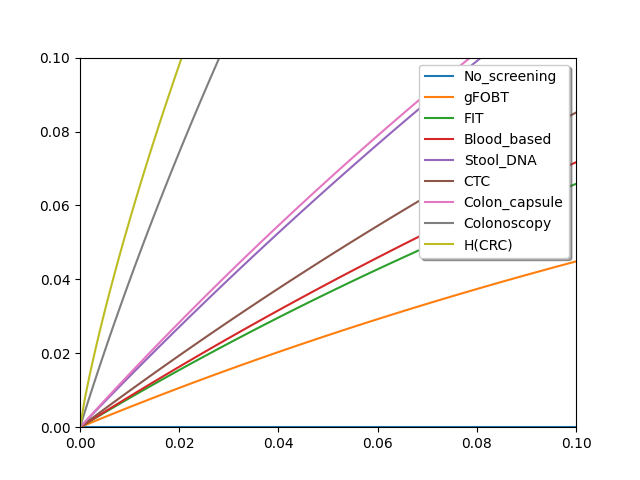 0.10
0.08
0.06
0.04
0.02
0.00
0.00 0.02 0.04 0.06 0.08 0.10
No_screening
gFOBT
FIT
Blood_based
Stool_DNA
CTC
Colon_capsule
Colonoscopy
H(CRC)